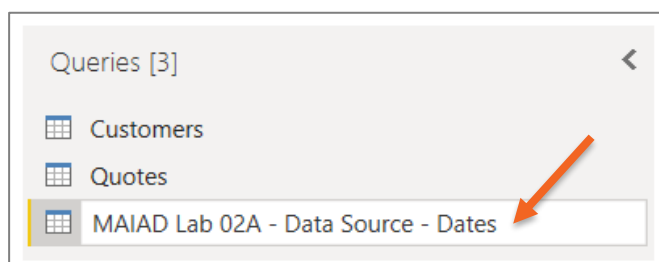 Queries [3]
Customers
Quotes
MAIAD Lab 02A - Data Source - Dates